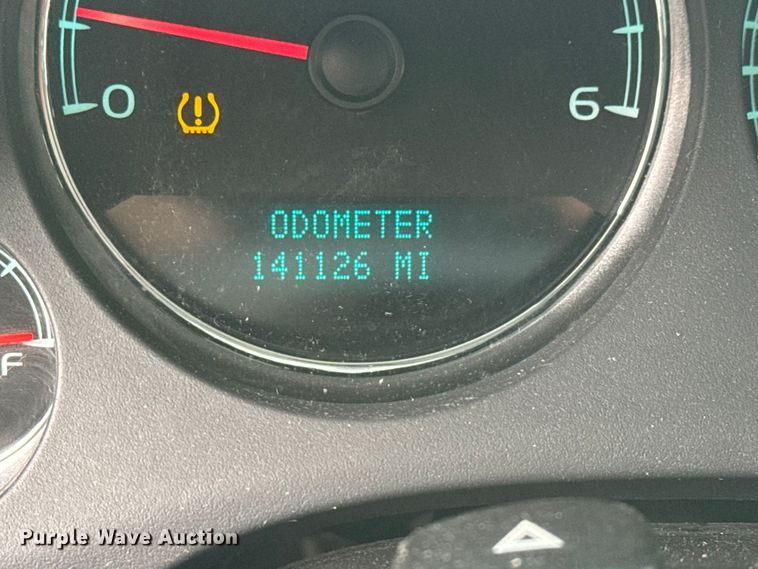 0
6
ODOMETER
141126 MI
F
Purple Wave Auction®